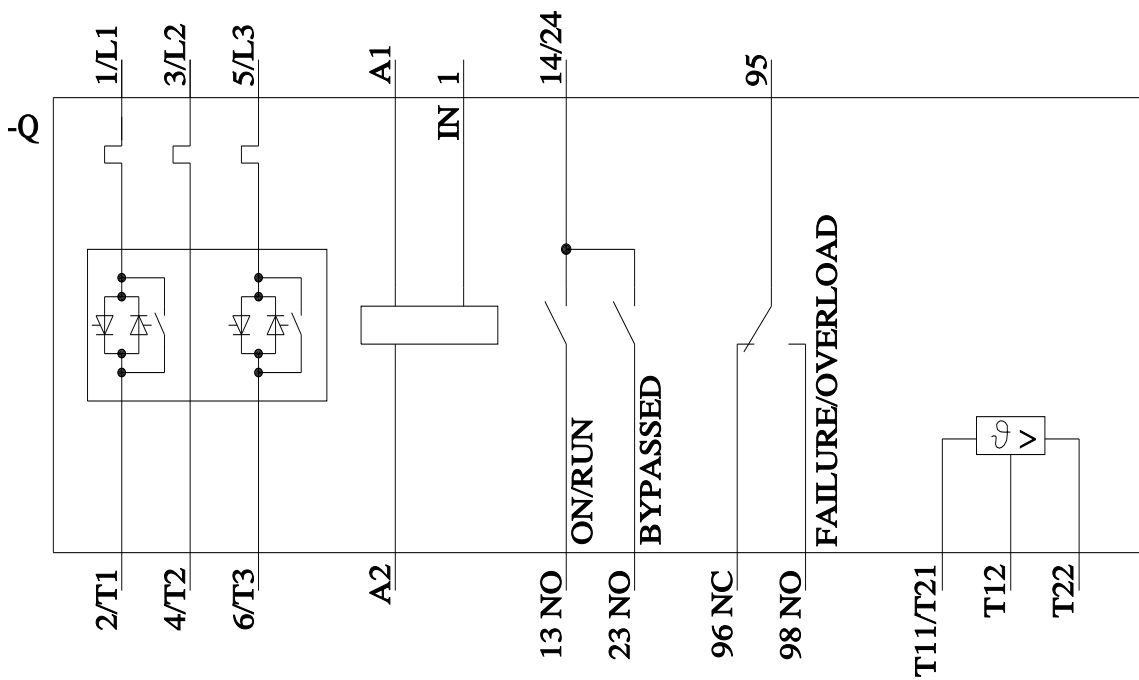 1/L1
3/L2
5/L3
A1
1
14/24
95
-Q
IN
ON/RUN
BYPASSED
FAILURE/OVERLOAD
ϑ >
2/T1
4/T2
6/T3
A2
13 NO
23 NO
96 NC
98 NO
T11/T21
T12
T22